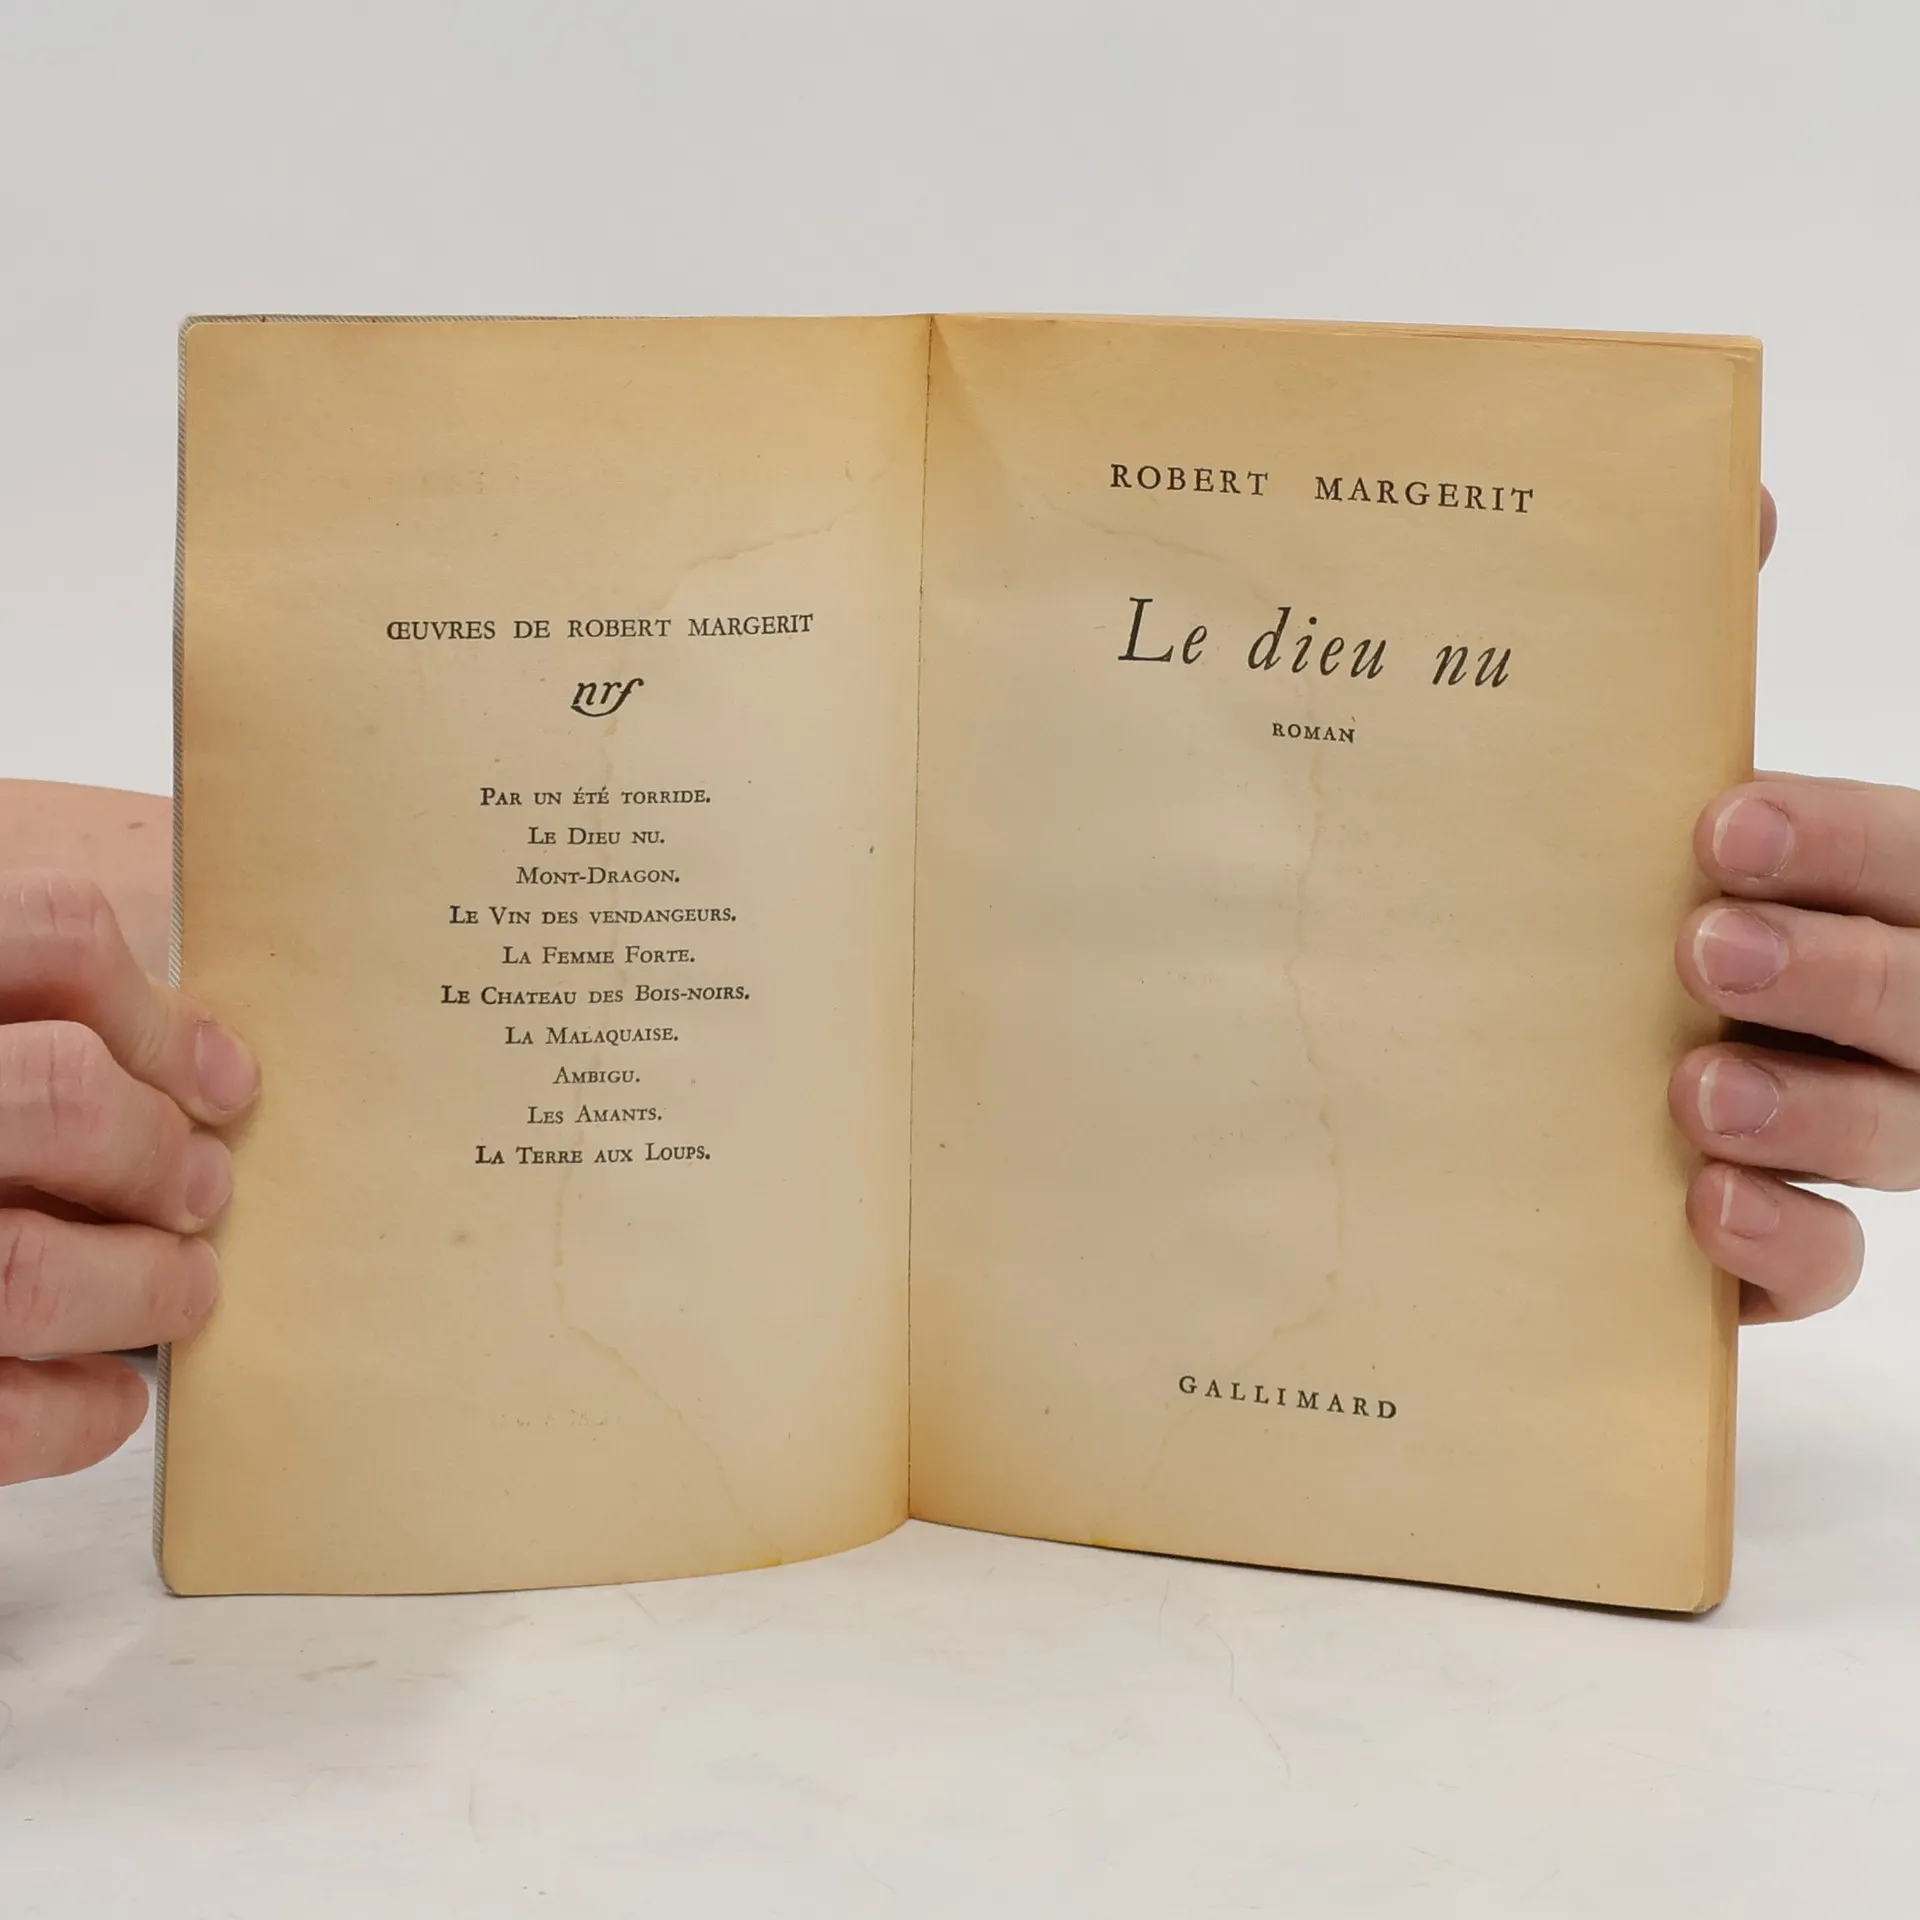 ŒUVRES DE ROBERT MARGERIT
nrf
PAR UN ÉTÉ TORRIDE.
LE DIEU NU.
MONT-DRAGON.
LE VIN DES VENDANGEURS.
LA FEMME FORTE.
LE CHATEAU DES BOIS-NOIRS.
LA MALAQUAISE.
AMBIGU.
LES AMANTS.
LA TERRE AUX LOUPS.
ROBERT MARGERIT
Le dieu nu
ROMAN
GALLIMARD